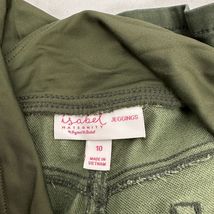 isabel
MATERNITY
by Ingrid & Isabel
JEGGINGS
10
MADE IN
VIETNAM